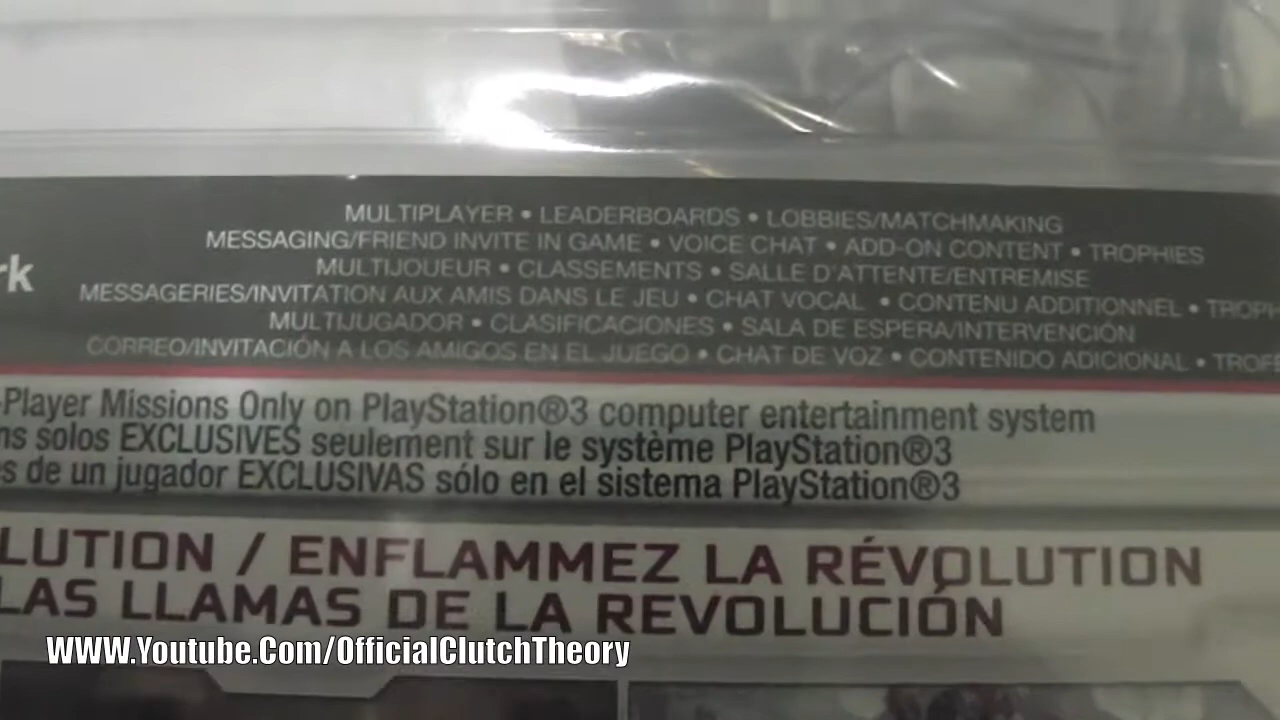 MULTIPLAYER • LEADERBOARDS • LOBBIES/MATCHMAKING
MESSAGING/FRIEND INVITE IN GAME • VOICE CHAT • ADD-ON CONTENT • TROPHIES
rk
MULTIJOUEUR • CLASSEMENTS • SALLE D'ATTENTE/ENTREMISE
MESSAGERIES/INVITATION AUX AMIS DANS LE JEU • CHAT VOCAL • CONTENU ADDITIONNEL • TROPH
MULTIJUGADOR • CLASIFICACIONES • SALA DE ESPERA/INTERVENCIÓN
CORREO/INVITACIÓN A LOS AMIGOS EN EL JUEGO • CHAT DE VOZ • CONTENIDO ADICIONAL • TROFE
-Player Missions Only on PlayStation®3 computer entertainment system
ns solos EXCLUSIVES seulement sur le système PlayStation®3
s de un jugador EXCLUSIVAS sólo en el sistema PlayStation®3
LUTION / ENFLAMMEZ LA RÉVOLUTION
LAS LLAMAS DE LA REVOLUCIÓN
WWW.Youtube.Com/OfficialClutchTheory